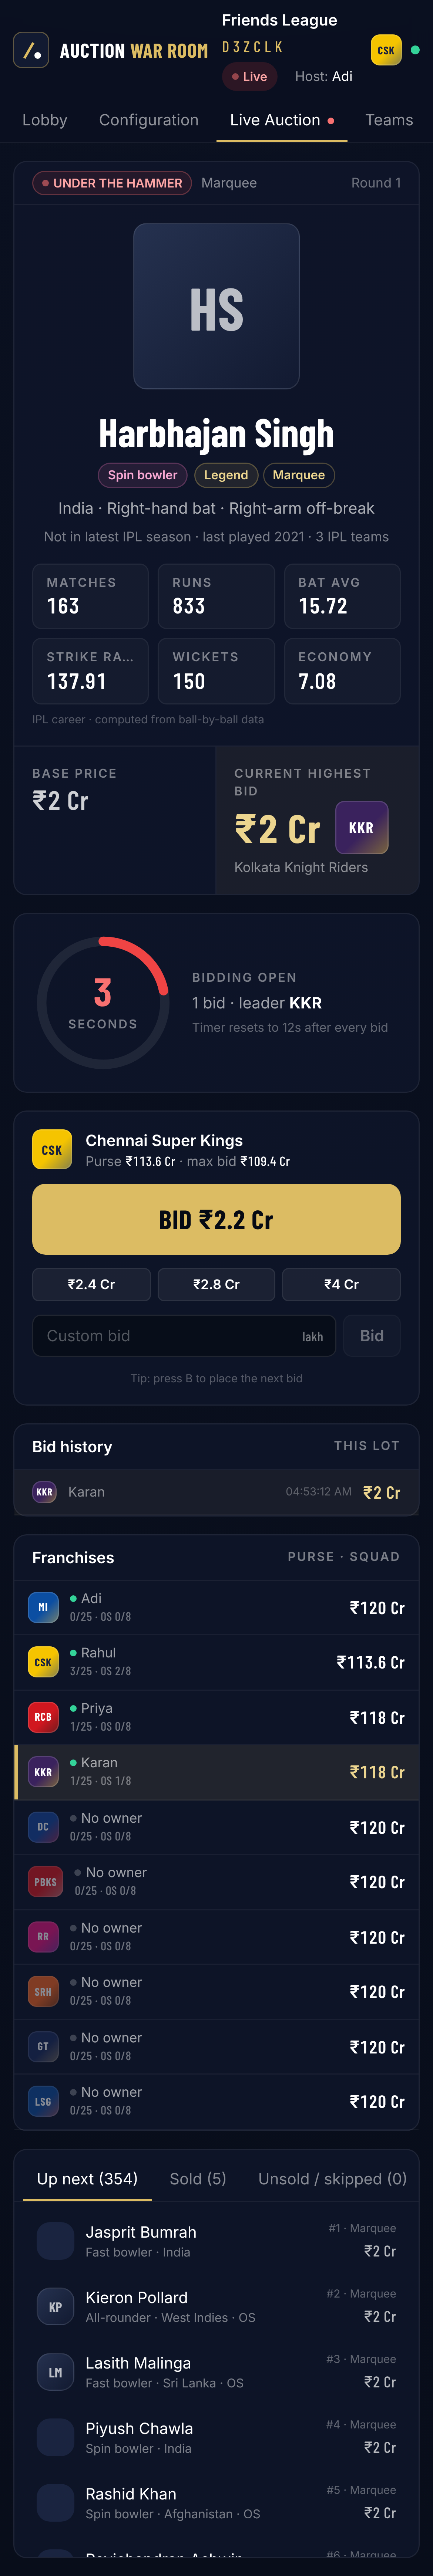 Friends League
AUCTION WAR ROOM
D3ZCLK
CSK
Live
Host: Adi
Lobby
Configuration
Live Auction
Teams
UNDER THE HAMMER
Marquee
Round 1
HS
Harbhajan Singh
Spin bowler
Legend
Marquee
India · Right-hand bat · Right-arm off-break
Not in latest IPL season · last played 2021 · 3 IPL teams
MATCHES
163
RUNS
833
BAT AVG
15.72
STRIKE RA...
137.91
WICKETS
150
ECONOMY
7.08
IPL career · computed from ball-by-ball data
BASE PRICE
₹2 Cr
CURRENT HIGHEST
BID
₹2 Cr
KKR
Kolkata Knight Riders
3
SECONDS
BIDDING OPEN
1 bid · leader KKR
Timer resets to 12s after every bid
CSK
Chennai Super Kings
Purse ₹113.6 Cr · max bid ₹109.4 Cr
BID ₹2.2 Cr
₹2.4 Cr
₹2.8 Cr
₹4 Cr
Custom bid
lakh
Bid
Tip: press B to place the next bid
Bid history
THIS LOT
KKR
Karan
04:53:12 AM
₹2 Cr
Franchises
PURSE · SQUAD
MI
Adi
0/25 · OS 0/8
₹120 Cr
CSK
Rahul
3/25 · OS 2/8
₹113.6 Cr
RCB
Priya
1/25 · OS 0/8
₹118 Cr
KKR
Karan
1/25 · OS 1/8
₹118 Cr
DC
No owner
0/25 · OS 0/8
₹120 Cr
PBKS
No owner
0/25 · OS 0/8
₹120 Cr
RR
No owner
0/25 · OS 0/8
₹120 Cr
SRH
No owner
0/25 · OS 0/8
₹120 Cr
GT
No owner
0/25 · OS 0/8
₹120 Cr
LSG
No owner
0/25 · OS 0/8
₹120 Cr
Up next (354)
Sold (5)
Unsold / skipped (0)
Jasprit Bumrah
Fast bowler · India
#1 · Marquee
₹2 Cr
KP
Kieron Pollard
All-rounder · West Indies · OS
#2 · Marquee
₹2 Cr
LM
Lasith Malinga
Fast bowler · Sri Lanka · OS
#3 · Marquee
₹2 Cr
Piyush Chawla
Spin bowler · India
#4 · Marquee
₹2 Cr
Rashid Khan
Spin bowler · Afghanistan · OS
#5 · Marquee
₹2 Cr
#6 · Marquee